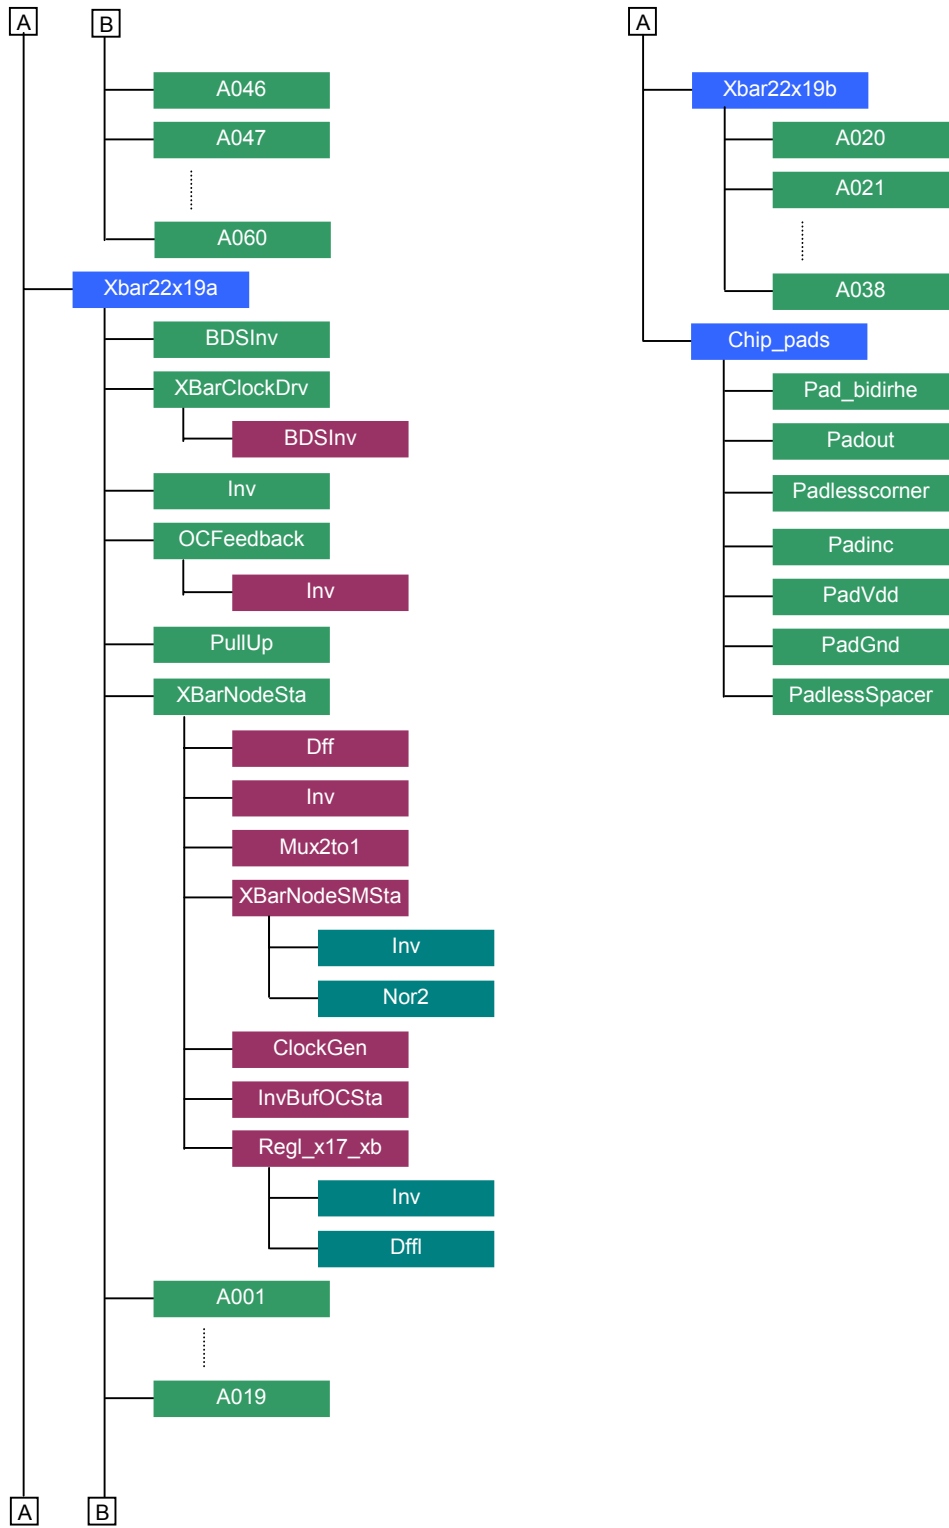 A
B
A046
A047
A060
Xbar22x19a
BDSInv
XBarClockDrv
BDSInv
Inv
OCFeedback
Inv
PullUp
XBarNodeSta
Dff
Inv
Mux2to1
XBarNodeSMSta
Inv
Nor2
ClockGen
InvBufOCSta
Regl_x17_xb
Inv
Dffl
A001
A019
A
B
A
Xbar22x19b
A020
A021
A038
Chip_pads
Pad_bidirhe
Padout
Padlesscorner
Padinc
PadVdd
PadGnd
PadlessSpacer